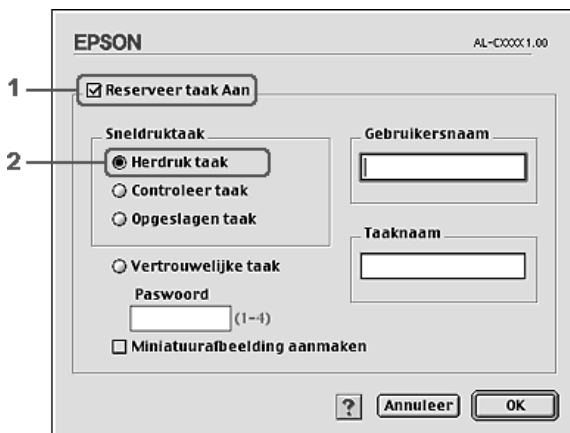 EPSON
AL-CXXXX 1.00
1
Reserveer taak Aan
Sneldruktaak
2
Herdruk taak
Controleer taak
Opgeslagen taak
Gebruikersnaam
Taaknaam
Vertrouwelijke taak
Paswoord
(1-4)
Miniatuurafbeelding aanmaken
?
Annuleer
OK